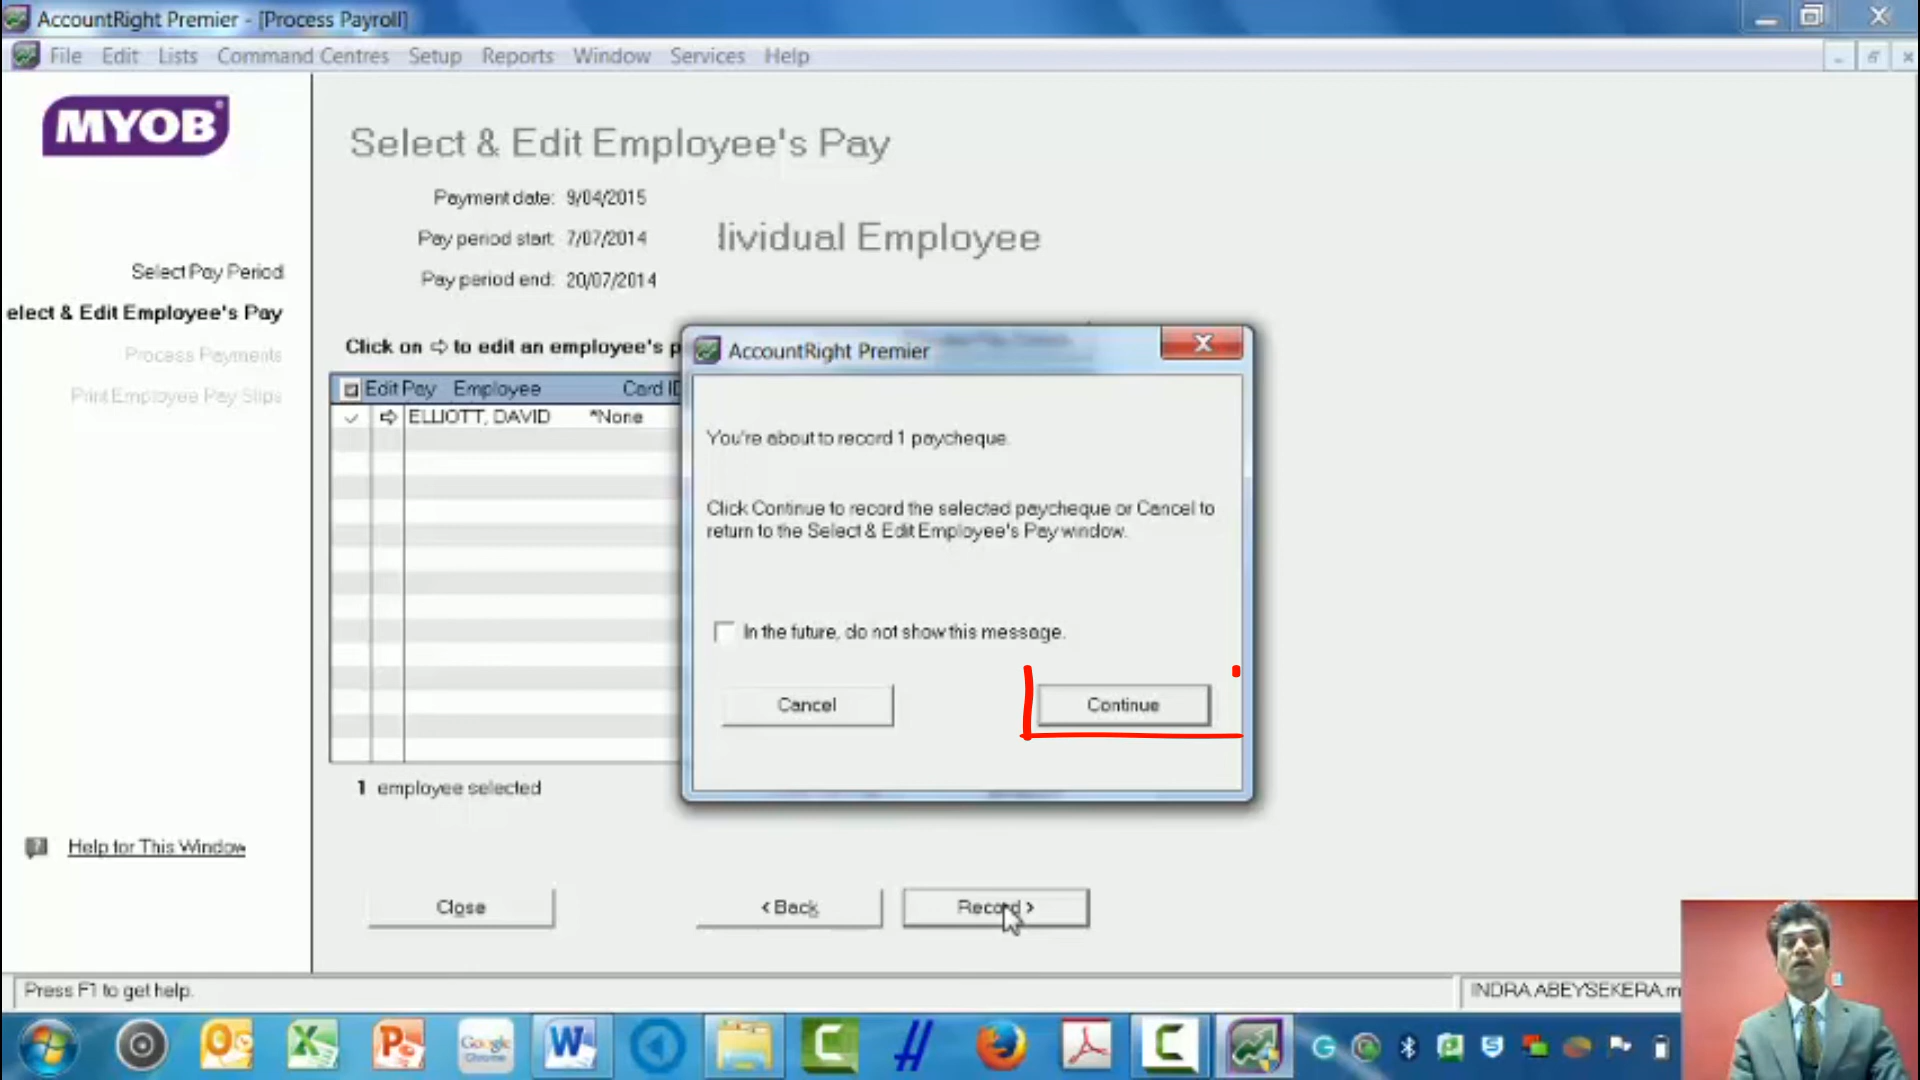 AccountRight Premier - [Process Payroll]
File Edit Lists Command Centres Setup Reports Window Services Help
MYOB
Select & Edit Employee's Pay
Payment date: 9/04/2015
Pay period start: 7/07/2014
lividual Employee
Pay period end: 20/07/2014
Select Pay Period
elect & Edit Employee's Pay
Process Payments
Print Employee Pay Slips
Click on ⇨ to edit an employee's p
Edit Pay Employee Card ID
ELLIOTT, DAVID *None
AccountRight Premier
You're about to record 1 paycheque.
Click Continue to record the selected paycheque or Cancel to
return to the Select & Edit Employee's Pay window.
In the future, do not show this message.
Cancel Continue
1 employee selected
Help for This Window
Close < Back Record >
Press F1 to get help.
INDRA ABEYSEKERA.m
Google
Chrome